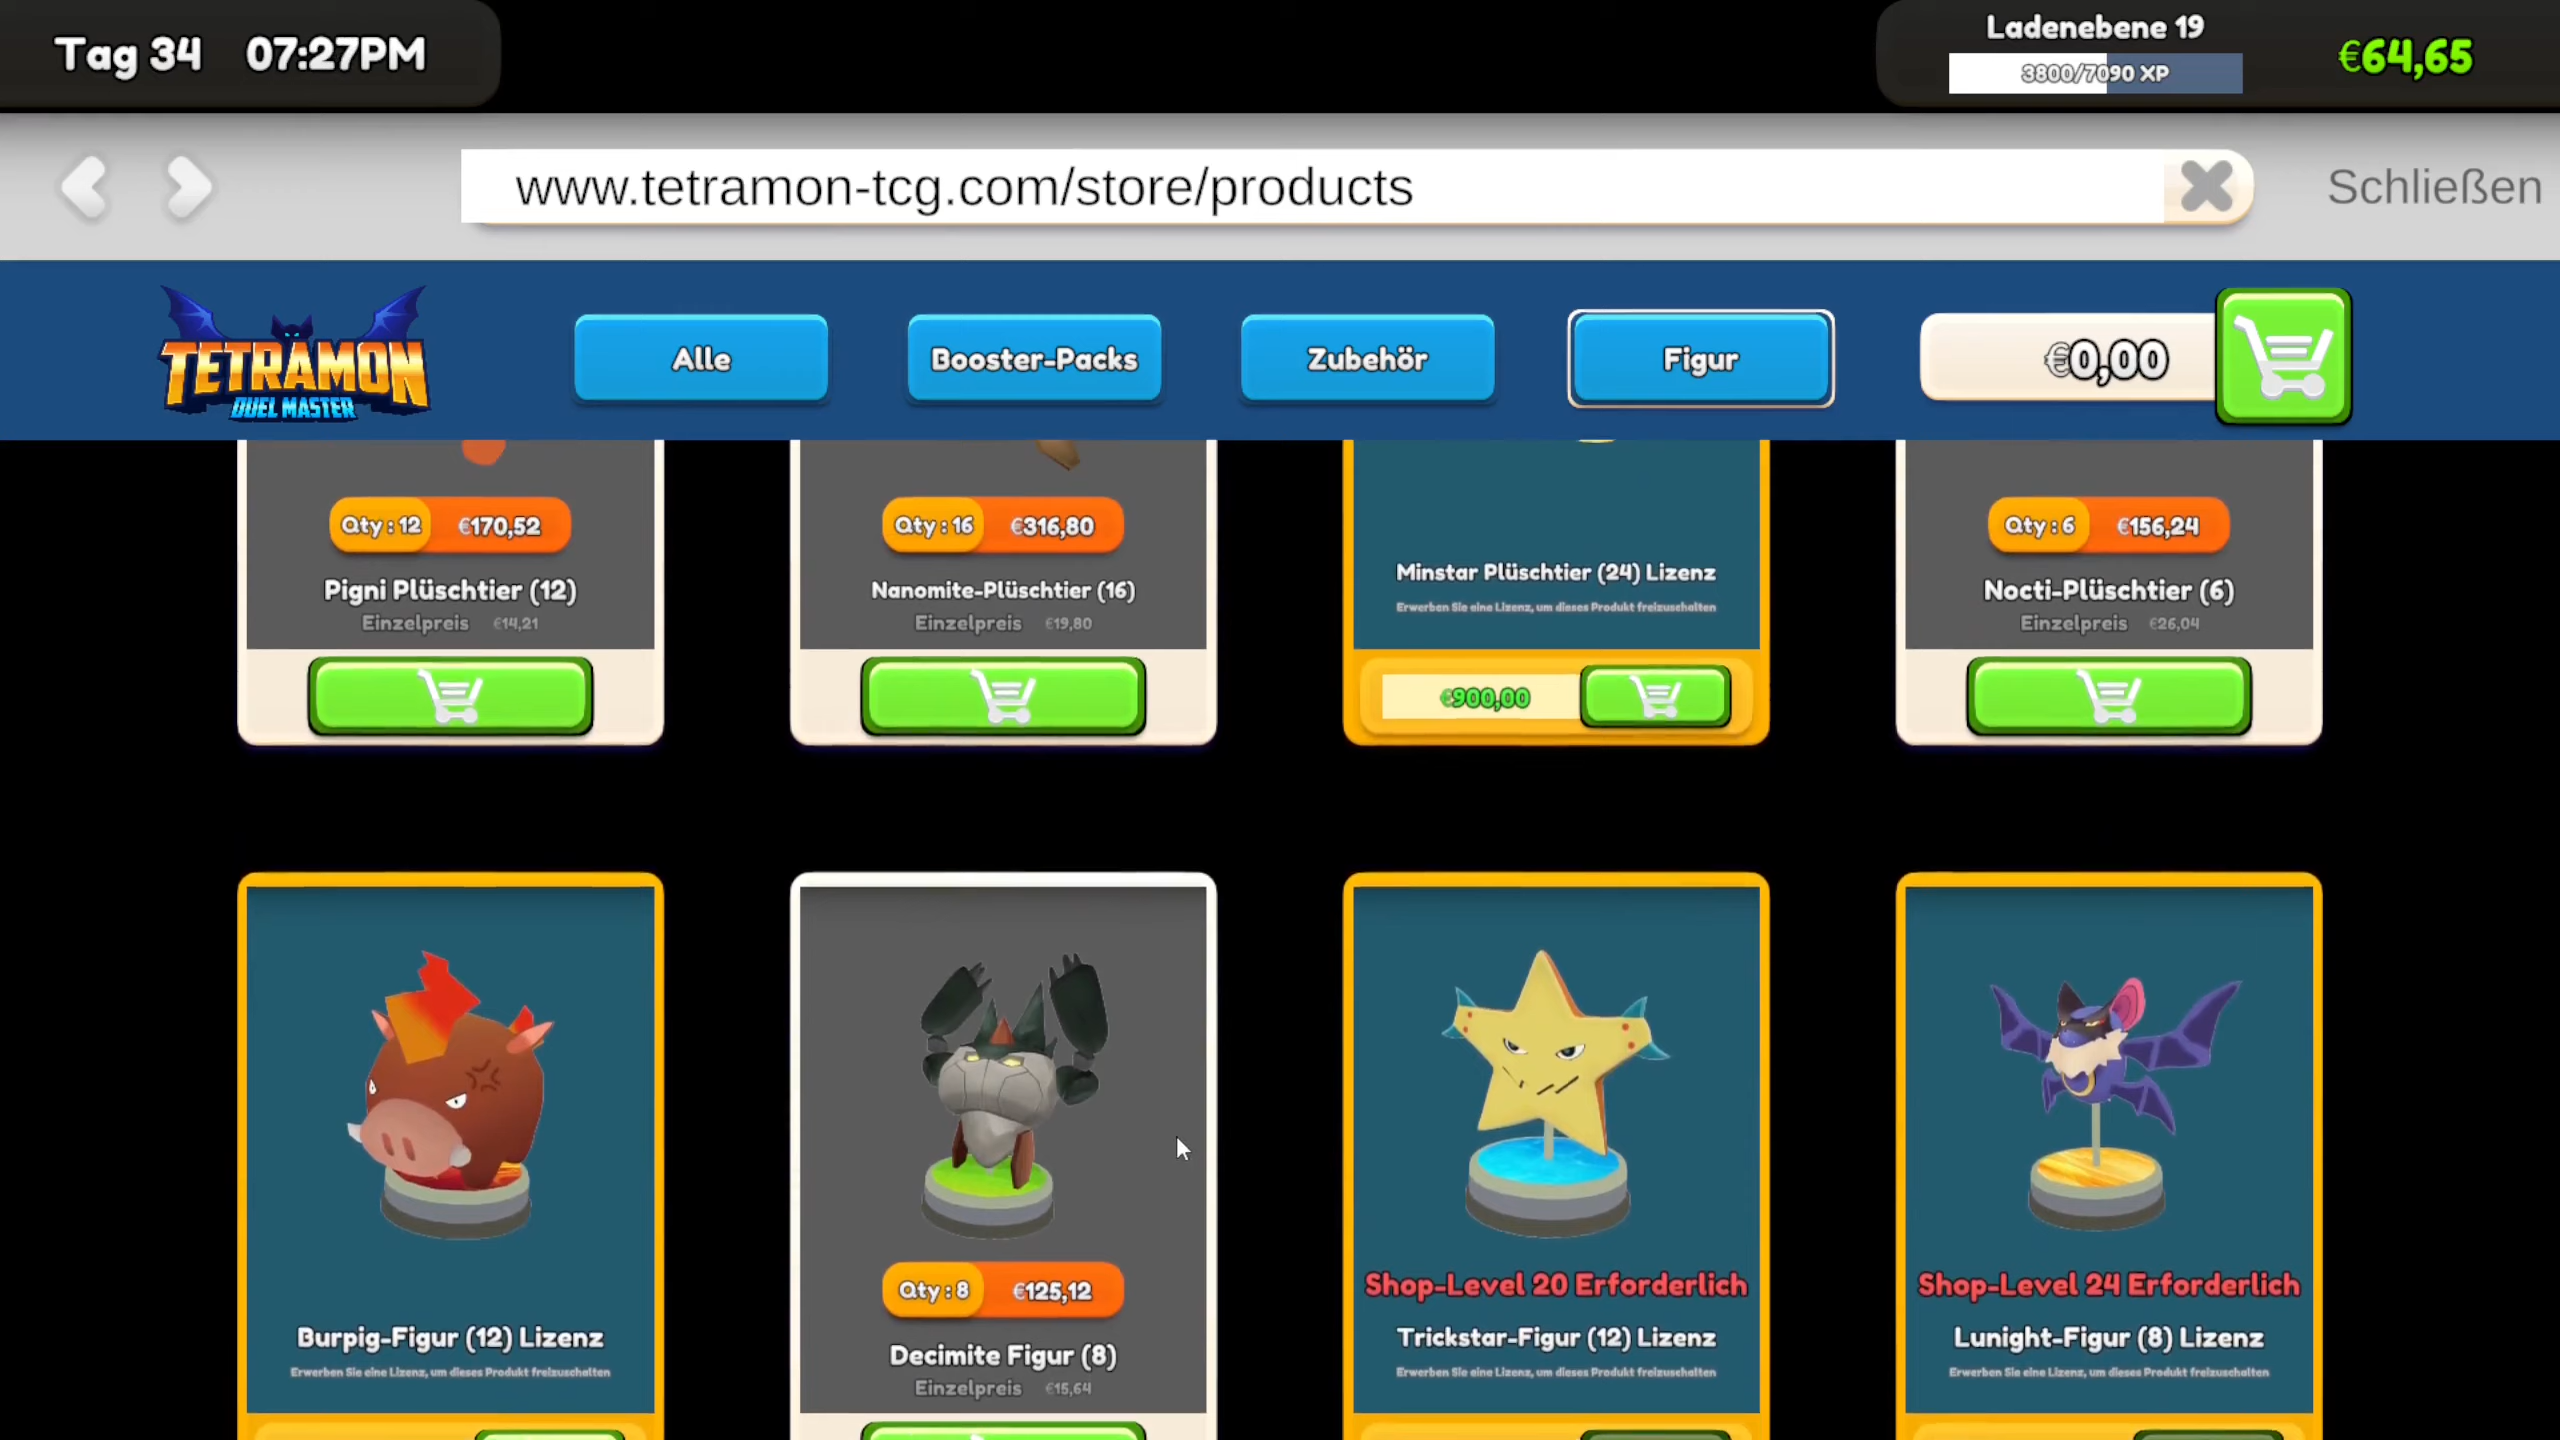 Tag 34 07:27PM
Ladenebene 19
3800/7090 XP
€64,65
www.tetramon-tcg.com/store/products
Schließen
TETRAMON
DUEL MASTER
Alle
Booster-Packs
Zubehör
Figur
€0,00
Qty : 12 €170,52
Pigni Plüschtier (12)
Einzelpreis €14,21
Qty : 16 €316,80
Nanomite-Plüschtier (16)
Einzelpreis €19,80
Minstar Plüschtier (24) Lizenz
Erwerben Sie eine Lizenz, um dieses Produkt freizuschalten
€900,00
Qty : 6 €156,24
Nocti-Plüschtier (6)
Einzelpreis €26,04
Burpig-Figur (12) Lizenz
Erwerben Sie eine Lizenz, um dieses Produkt freizuschalten
Qty : 8 €125,12
Decimite Figur (8)
Einzelpreis €15,64
Shop-Level 20 Erforderlich
Trickstar-Figur (12) Lizenz
Erwerben Sie eine Lizenz, um dieses Produkt freizuschalten
Shop-Level 24 Erforderlich
Lunight-Figur (8) Lizenz
Erwerben Sie eine Lizenz, um dieses Produkt freizuschalten